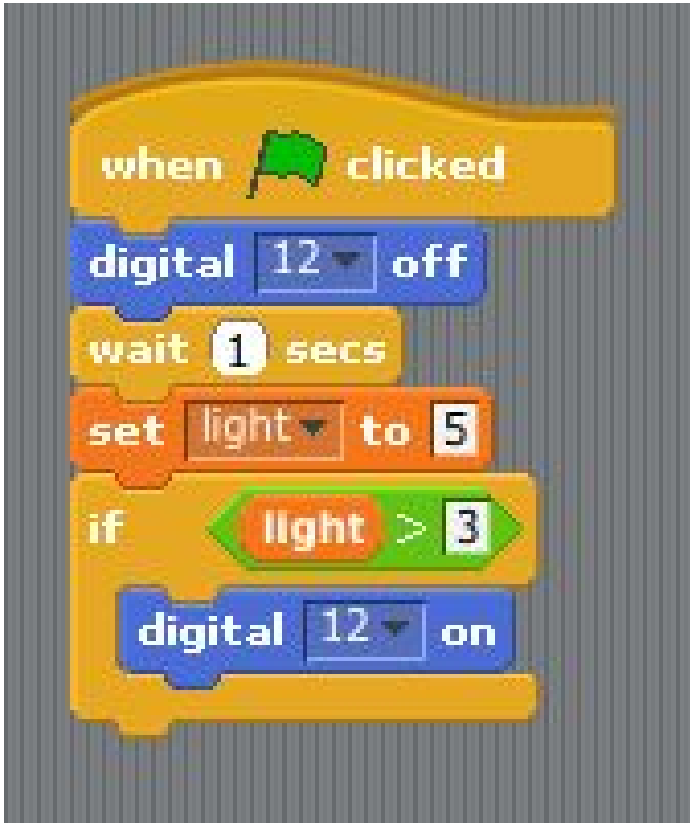 when clicked
digital 12 off
wait 1 secs
set light to 5
if light > 3
digital 12 on